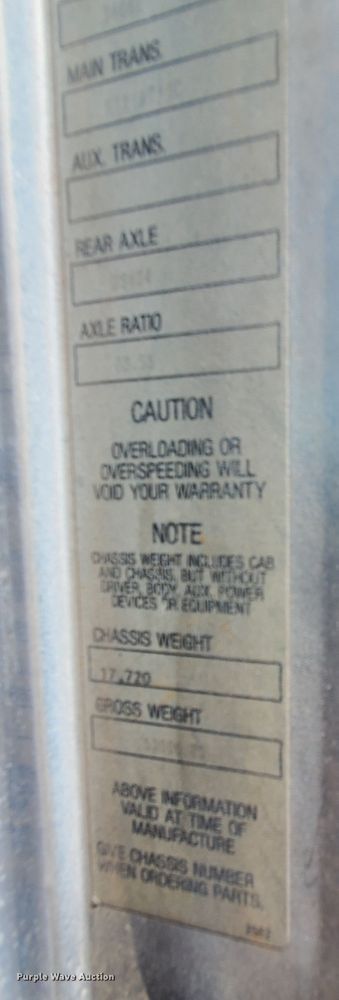 MAIN TRANS.
AUX. TRANS.
REAR AXLE
AXLE RATIO
CAUTION
OVERLOADING OR
OVERSPEEDING WILL
VOID YOUR WARRANTY
NOTE
CHASSIS WEIGHT INCLUDES CAB
AND CHASSIS, BUT WITHOUT
DRIVER, BODY, AUX. POWER
DEVICES OR EQUIPMENT
CHASSIS WEIGHT
17,720
GROSS WEIGHT
ABOVE INFORMATION
VALID AT TIME OF
MANUFACTURE
GIVE CHASSIS NUMBER
WHEN ORDERING PARTS.
Purple Wave Auction